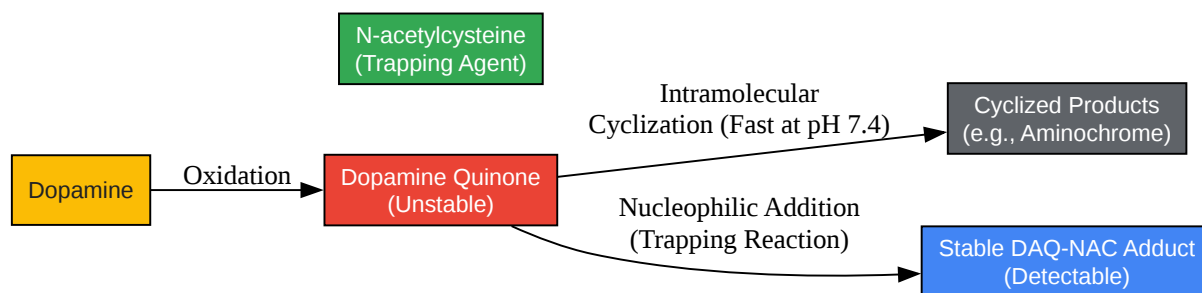 N-acetylcysteine
(Trapping Agent)
Intramolecular
Cyclization (Fast at pH 7.4)
Cyclized Products
(e.g., Aminochrome)
Dopamine
Oxidation
Dopamine Quinone
(Unstable)
Nucleophilic Addition
(Trapping Reaction)
Stable DAQ-NAC Adduct
(Detectable)